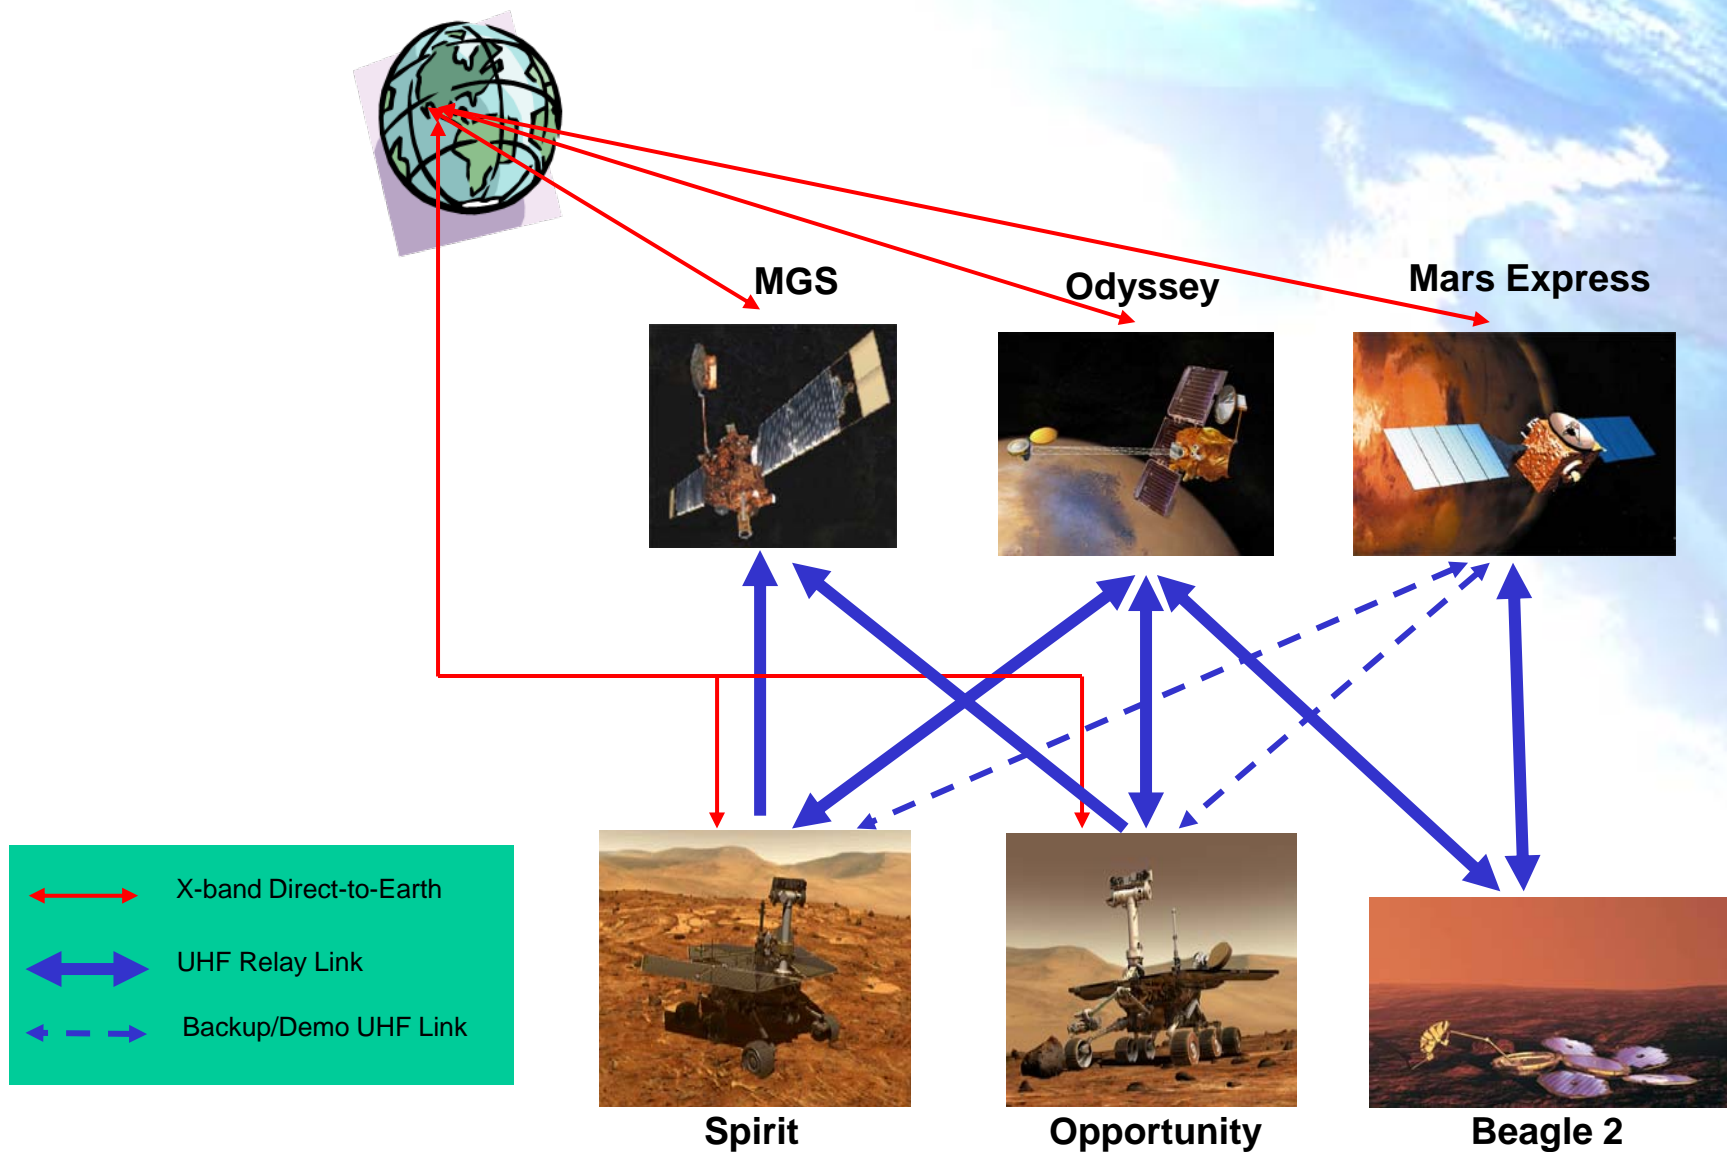 MGS
Odyssey
Mars Express
X-band Direct-to-Earth
UHF Relay Link
Backup/Demo UHF Link
Spirit
Opportunity
Beagle 2